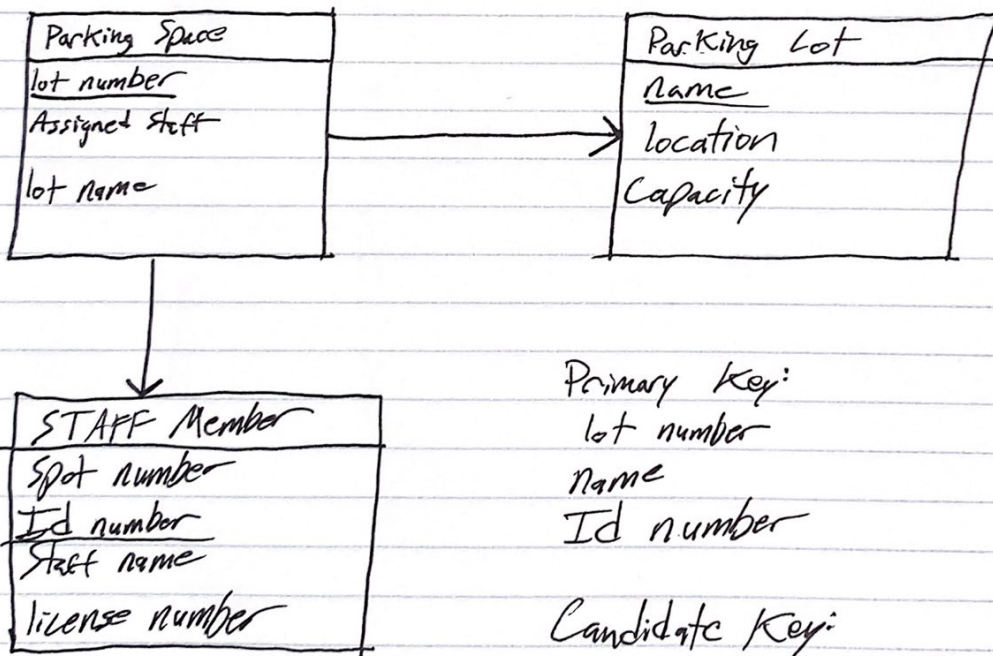 Parking Space
lot number
Assigned Staff
lot name
Parking Lot
name
location
Capacity
STAFF Member
Spot number
Id number
Staff name
license number
Primary Key:
lot number
name
Id number
Candidate Key: